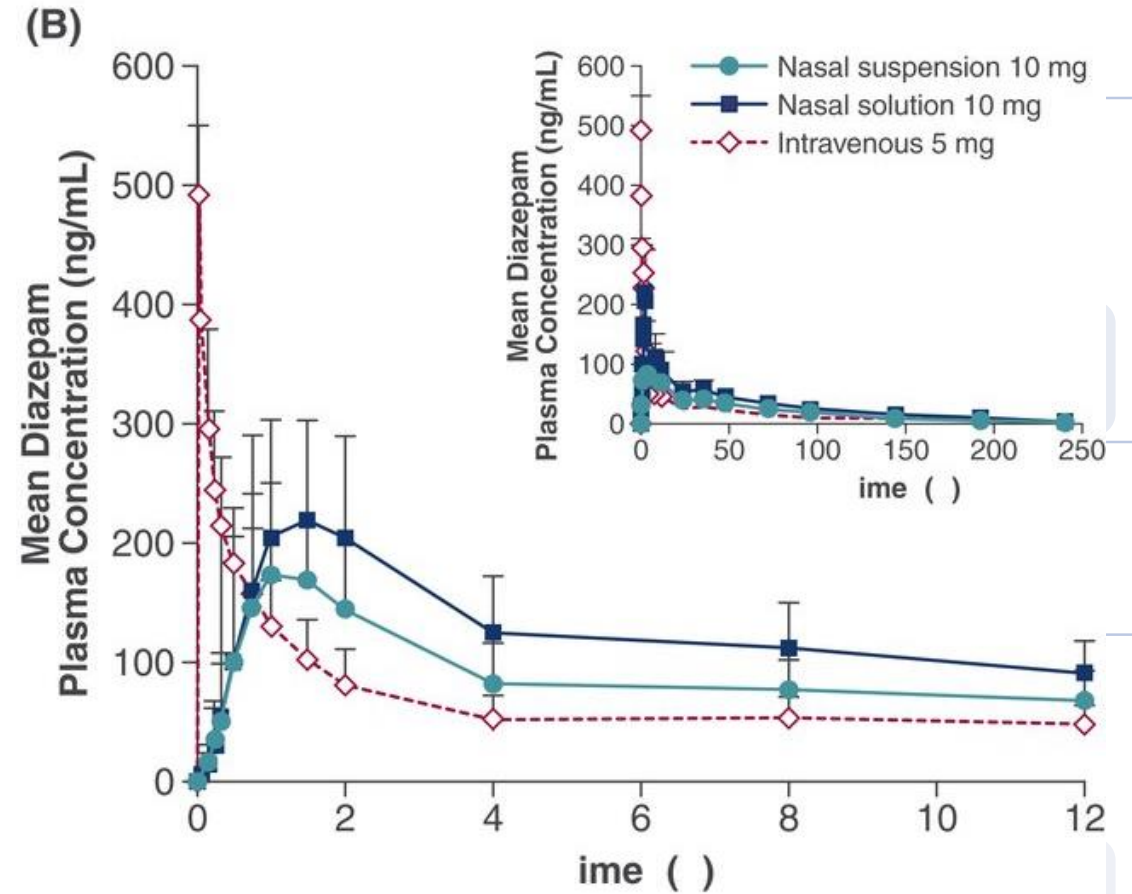 (B)
Mean Diazepam
Plasma Concentration (ng/mL)
600
500
400
300
200
100
0
0 2 4 6 8 10 12
ime ( )
Mean Diazepam
Plasma Concentration (ng/mL)
600
500
400
300
200
100
0
0 50 100 150 200 250
ime ( )
Nasal suspension 10 mg
Nasal solution 10 mg
Intravenous 5 mg